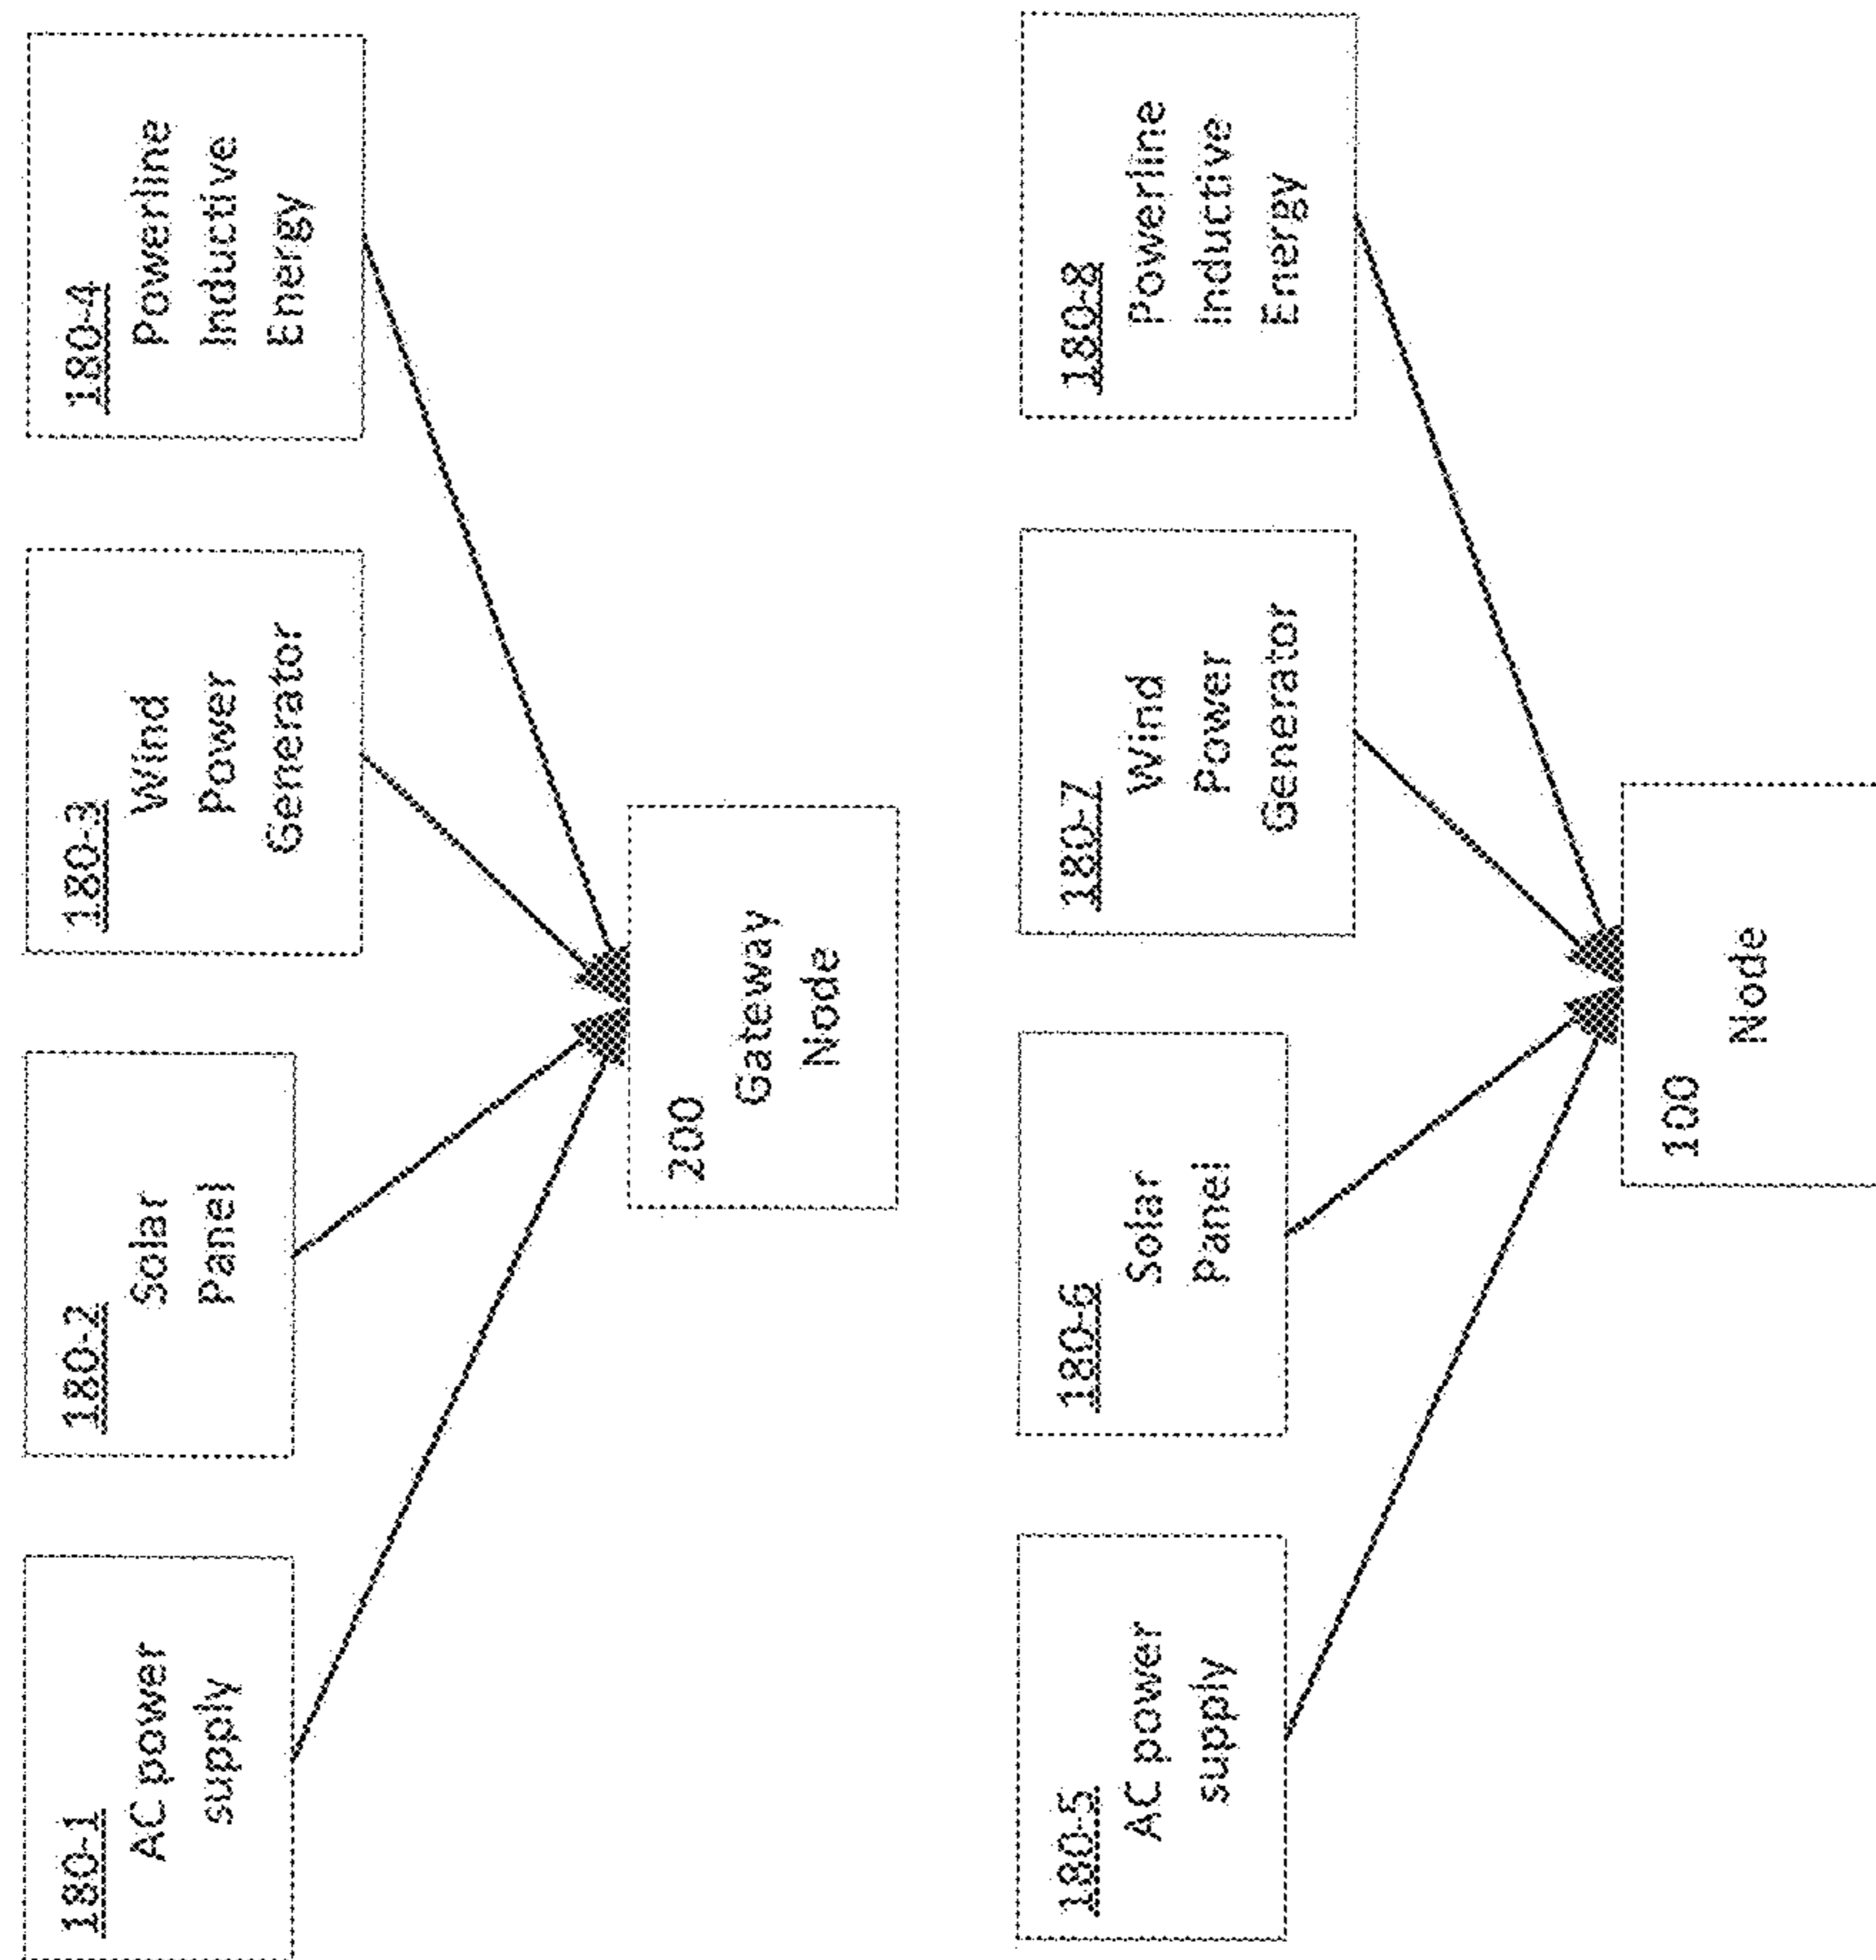 180-1
AC power
supply
180-2
Solar
Panel
180-3
Wind
Power
Generator
180-4
Powerline
Inductive
Energy
200
Gateway
Node
180-5
AC power
supply
180-6
Solar
Panel
180-7
Wind
Power
Generator
180-8
Powerline
Inductive
Energy
100
Node